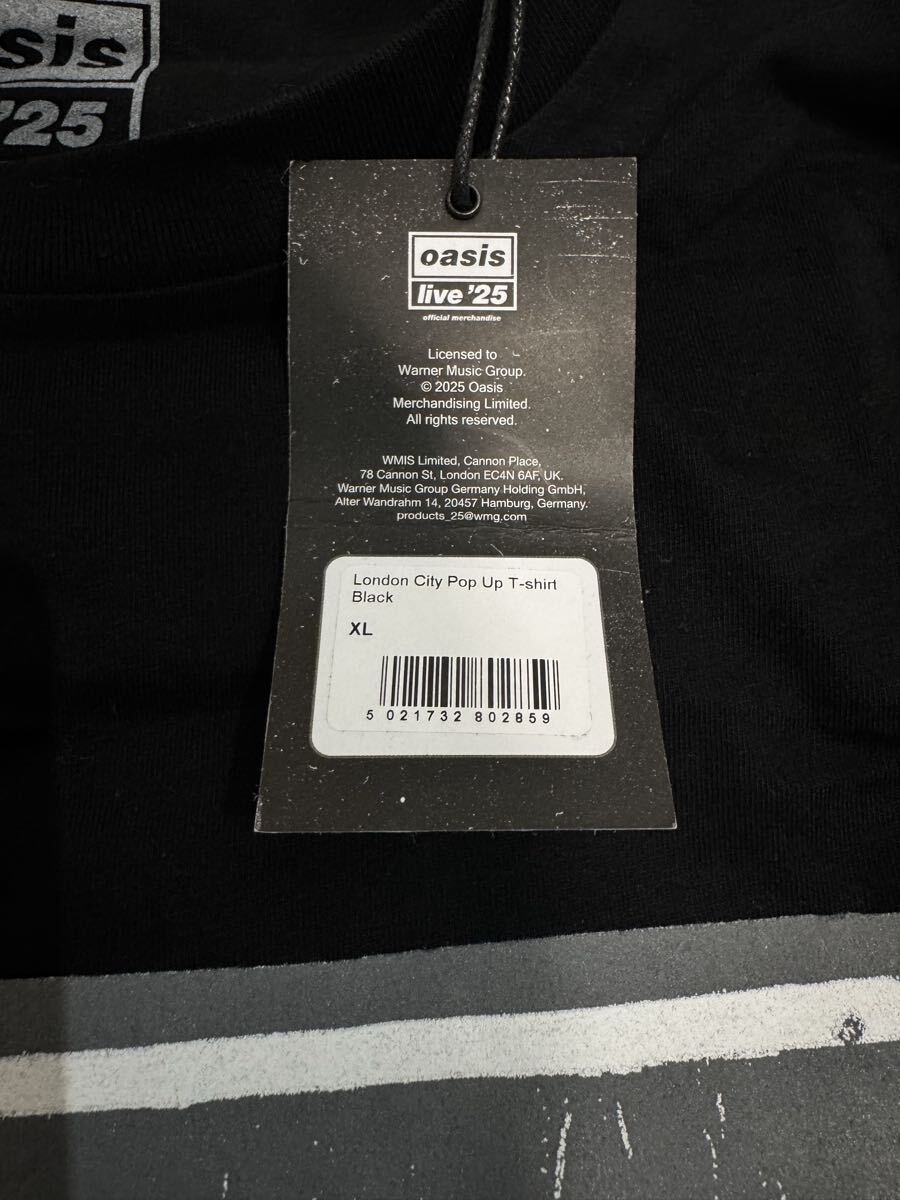 sis
'25
oasis
live '25
official merchandise
Licensed to
Warner Music Group.
© 2025 Oasis
Merchandising Limited.
All rights reserved.
WMIS Limited, Cannon Place,
78 Cannon St, London EC4N 6AF, UK.
Warner Music Group Germany Holding GmbH,
Alter Wandrahm 14, 20457 Hamburg, Germany.
products_25@wmg.com
London City Pop Up T-shirt
Black
XL
5 021732 802859